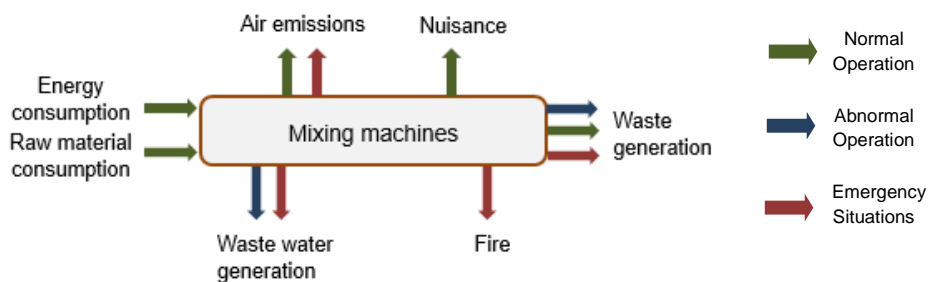 Air emissions
Nuisance
Normal
Operation
Energy
consumption
Raw material
consumption
Mixing machines
Waste
generation
Abnormal
Operation
Emergency
Situations
Waste water
generation
Fire